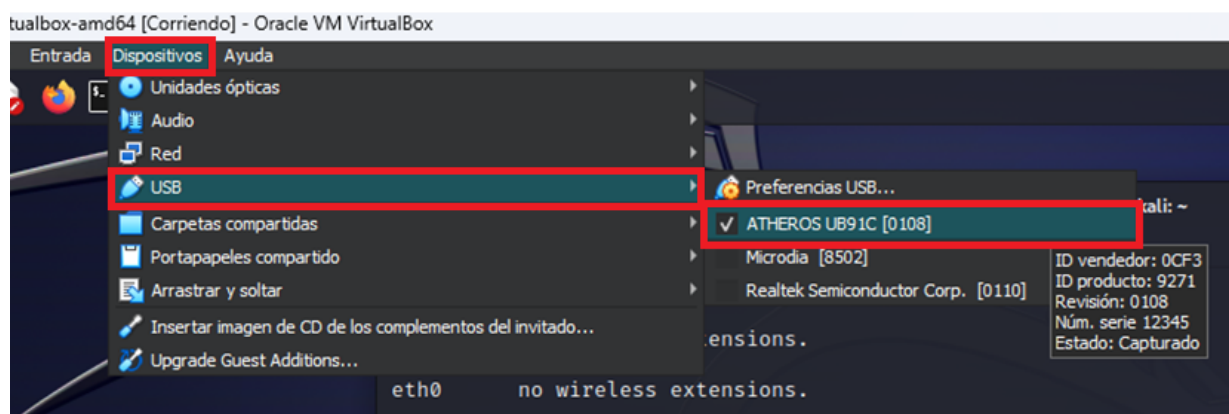 tualbox-amd64 [Corriendo] - Oracle VM VirtualBox
Entrada Dispositivos Ayuda
Unidades ópticas
Audio
Red
USB
Carpetas compartidas
Portapapeles compartido
Arrastrar y soltar
Insertar imagen de CD de los complementos del invitado...
Upgrade Guest Additions...
Preferencias USB...
ATHEROS UB91C [0108]
Microdia [8502]
Realtek Semiconductor Corp. [0110]
kali: ~
ID vendedor: 0CF3
ID producto: 9271
Revisión: 0108
Núm. serie 12345
Estado: Capturado
ensions.
eth0 no wireless extensions.